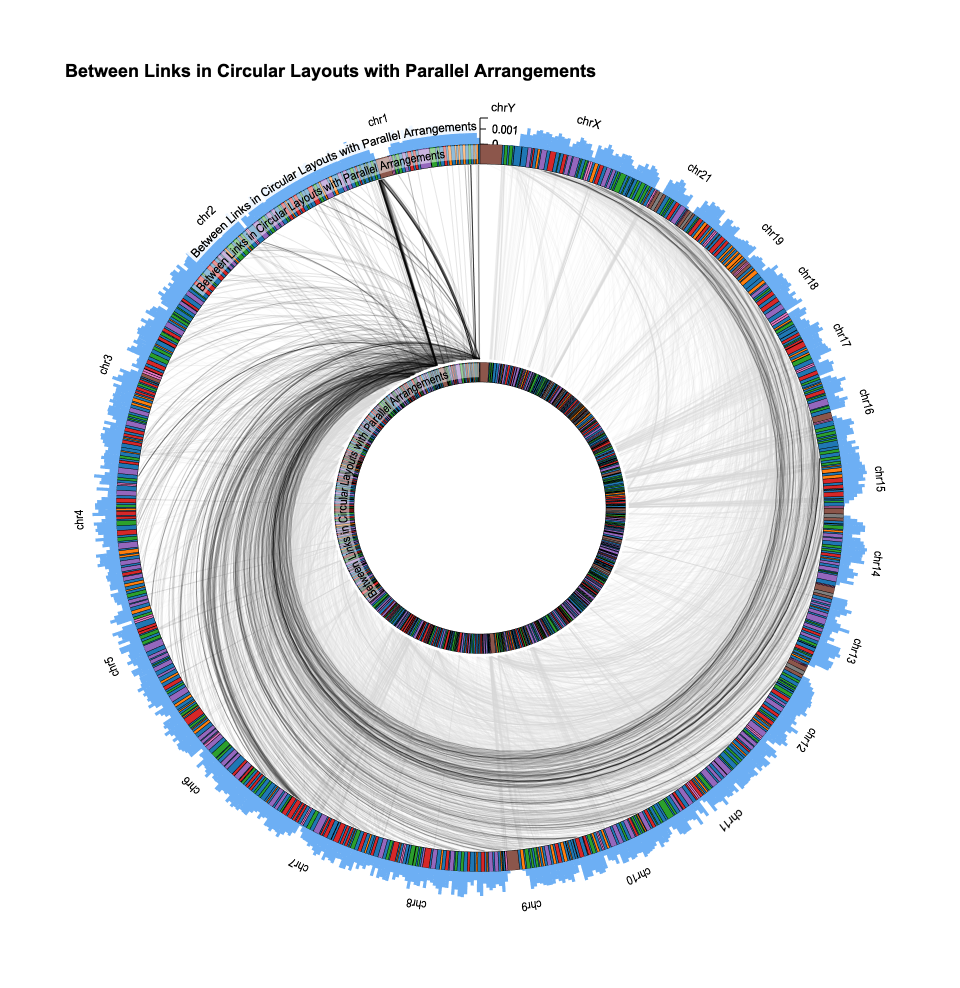 Between Links in Circular Layouts with Parallel Arrangements
chrY
0.001
0
chrX
chr21
chr19
chr18
chr17
chr16
chr15
chr14
chr13
chr12
chr11
chr10
chr9
chr8
chr7
chr6
chr5
chr4
chr3
chr2
chr1
Between Links in Circular Layouts with Parallel Arrangements
Between Links in Circular Layouts with Parallel Arrangements
Between Links in Circular Layouts with Parallel Arrangements